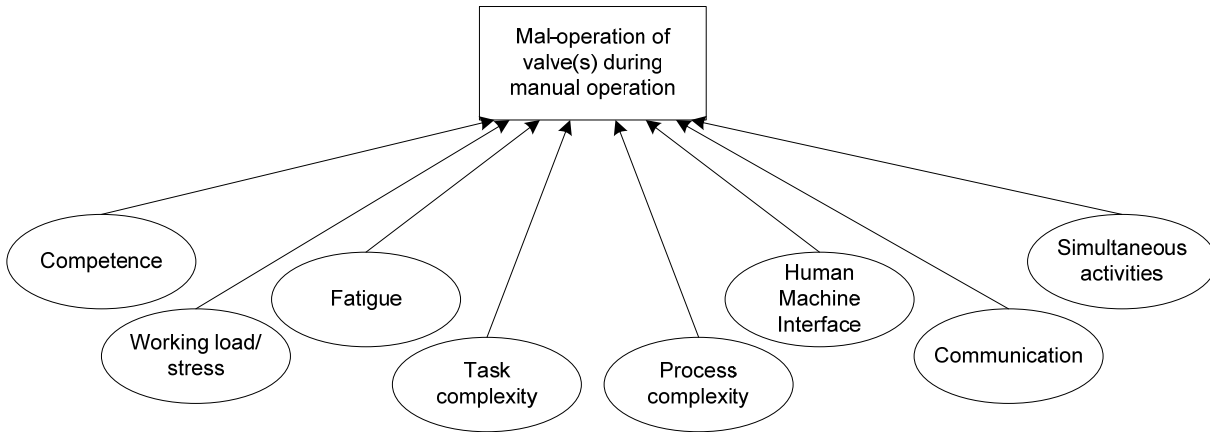 Mal-operation of
valve(s) during
manual operation
Competence
Working load/
stress
Fatigue
Task
complexity
Process
complexity
Human
Machine
Interface
Communication
Simultaneous
activities